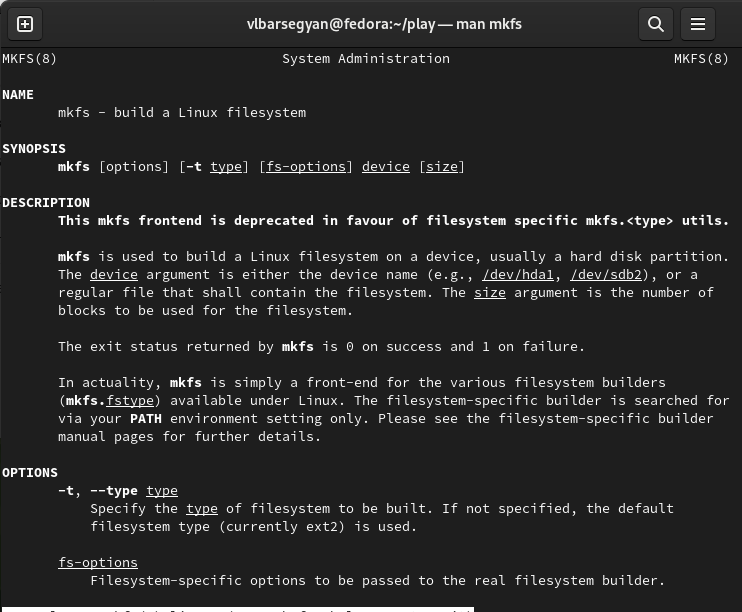 vlbarsegyan@fedora:~/play — man mkfs
MKFS(8) System Administration MKFS(8)
NAME
mkfs - build a Linux filesystem
SYNOPSIS
mkfs [options] [-t type] [fs-options] device [size]
DESCRIPTION
This mkfs frontend is deprecated in favour of filesystem specific mkfs.<type> utils.
mkfs is used to build a Linux filesystem on a device, usually a hard disk partition.
The device argument is either the device name (e.g., /dev/hda1, /dev/sdb2), or a
regular file that shall contain the filesystem. The size argument is the number of
blocks to be used for the filesystem.
The exit status returned by mkfs is 0 on success and 1 on failure.
In actuality, mkfs is simply a front-end for the various filesystem builders
(mkfs.fstype) available under Linux. The filesystem-specific builder is searched for
via your PATH environment setting only. Please see the filesystem-specific builder
manual pages for further details.
OPTIONS
-t, --type type
Specify the type of filesystem to be built. If not specified, the default
filesystem type (currently ext2) is used.
fs-options
Filesystem-specific options to be passed to the real filesystem builder.